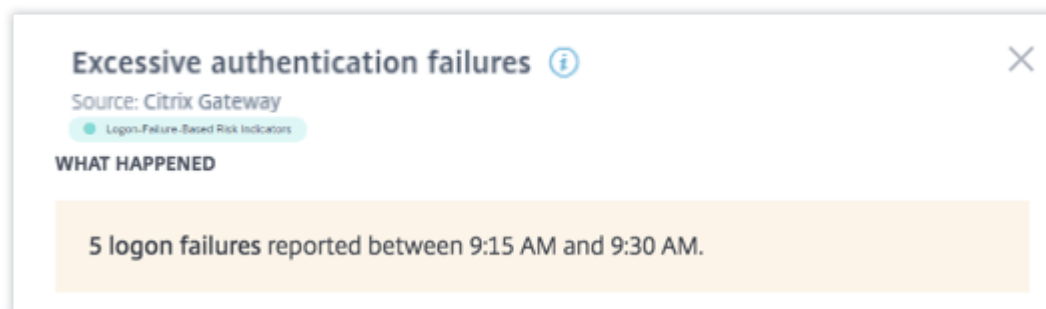 Excessive authentication failures
Source: Citrix Gateway
Logon-Failure-Based Risk Indicators
WHAT HAPPENED
5 logon failures reported between 9:15 AM and 9:30 AM.